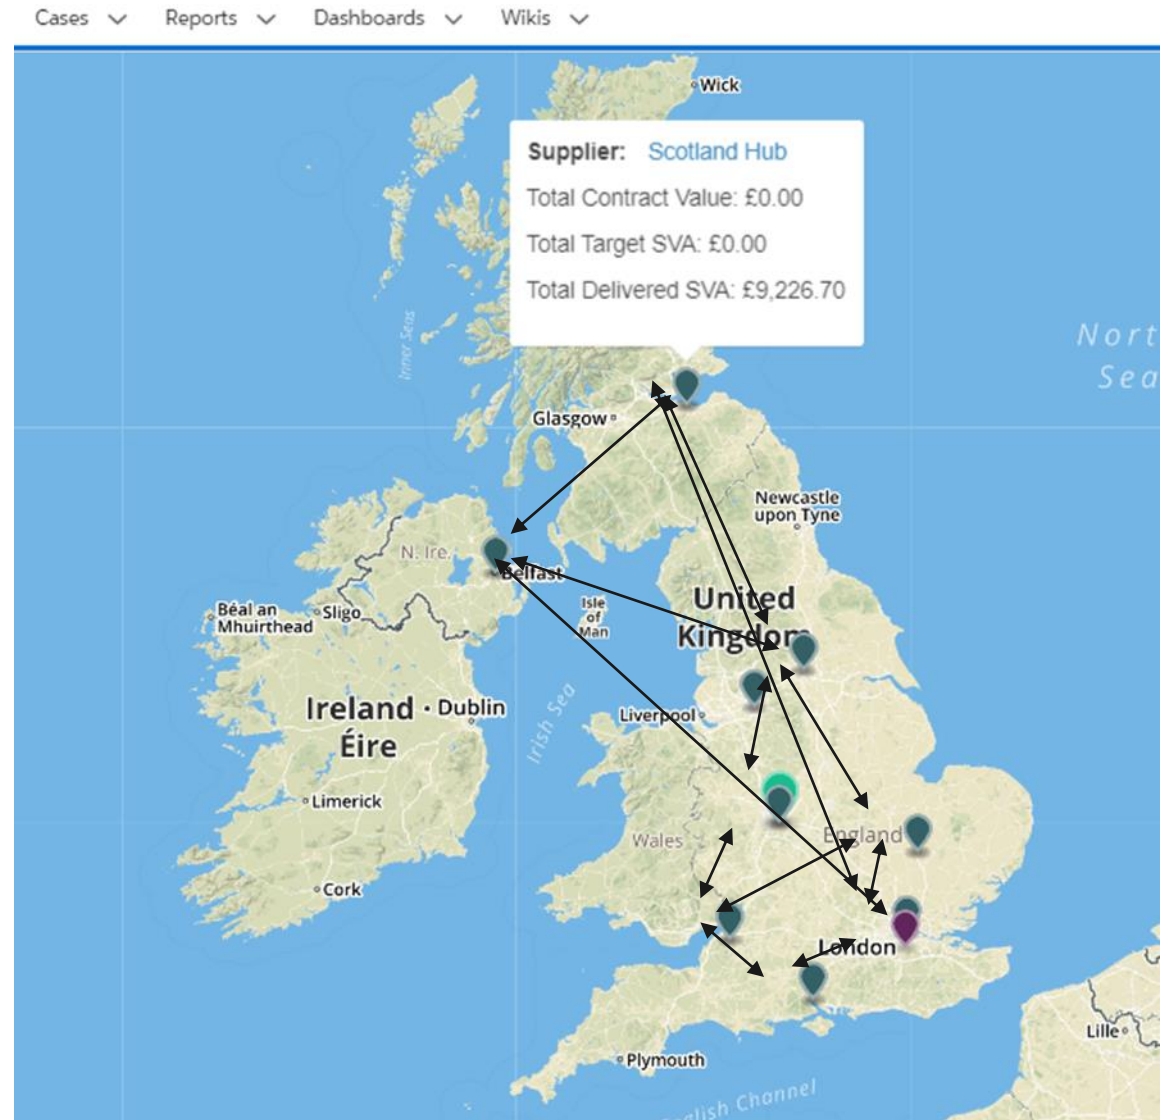 Cases Reports Dashboards Wikis
Wick
Supplier: Scotland Hub
Total Contract Value: £0.00
Total Target SVA: £0.00
Total Delivered SVA: £9,226.70
Inner Seas
Nort
Sea
Glasgow
Newcastle
upon Tyne
N. Ire.
Belfast
Isle
of
Man
United
Kingdom
Béal an
Mhuirthead
Sligo
Ireland
Éire
Dublin
Irish Sea
Liverpool
Limerick
Wales
England
Cork
London
Lille
Plymouth
glish Channel